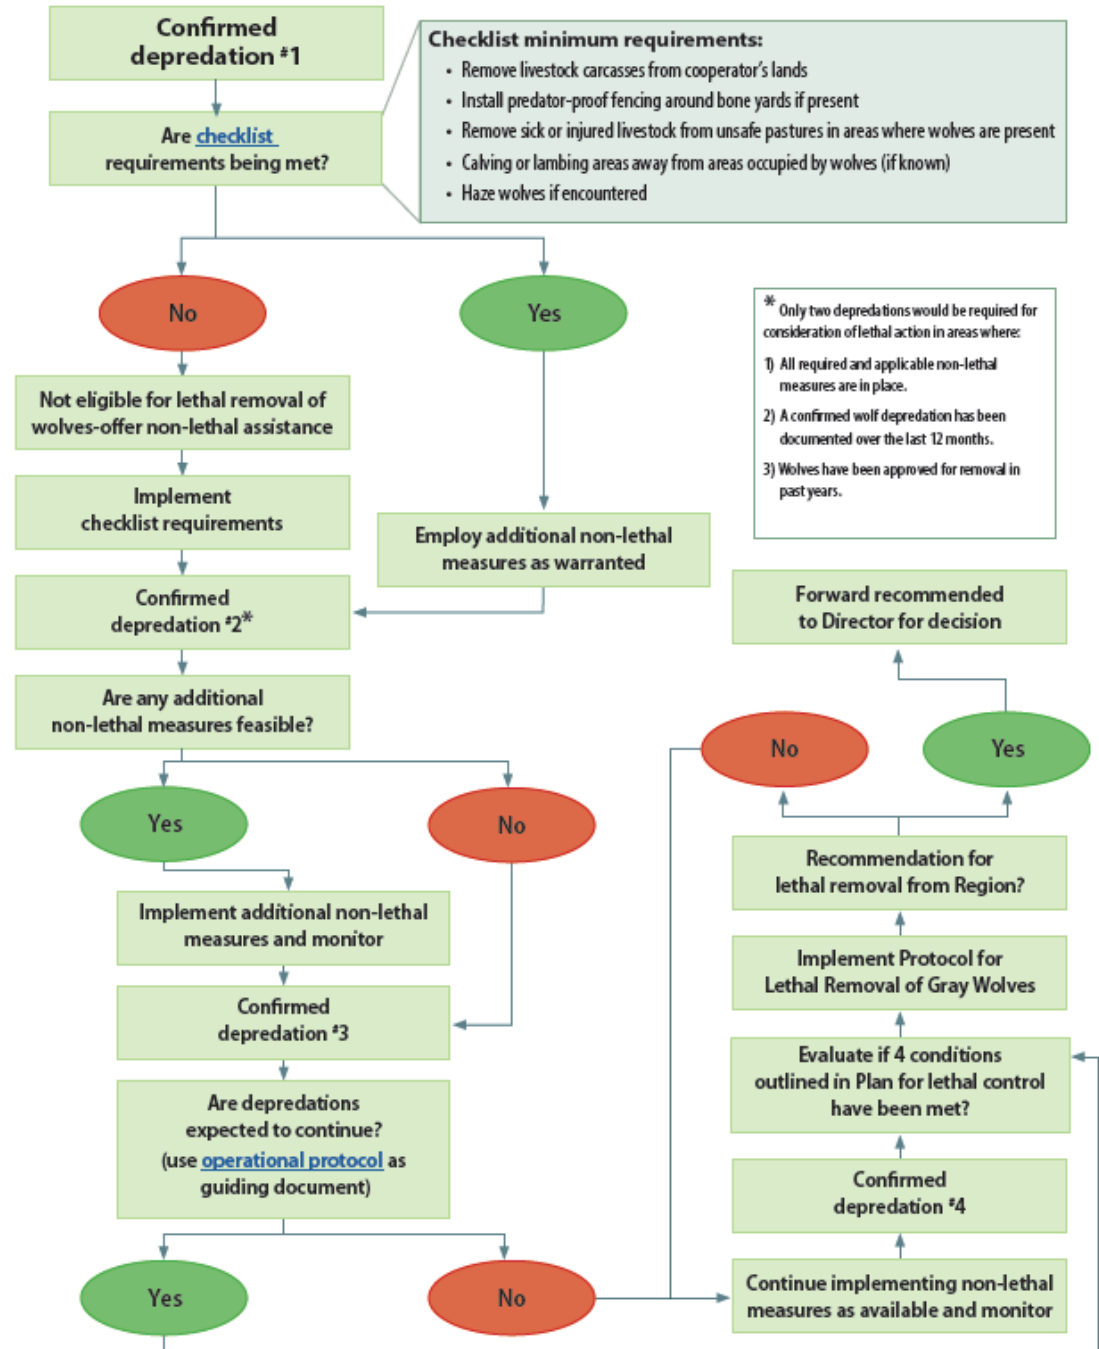 Confirmed
depredation #1
Checklist minimum requirements:
• Remove livestock carcasses from cooperator's lands
• Install predator-proof fencing around bone yards if present
• Remove sick or injured livestock from unsafe pastures in areas where wolves are present
• Calving or lambing areas away from areas occupied by wolves (if known)
• Haze wolves if encountered
Are checklist
requirements being met?
No
Yes
* Only two depredations would be required for
consideration of lethal action in areas where:
1) All required and applicable non-lethal
measures are in place.
2) A confirmed wolf depredation has been
documented over the last 12 months.
3) Wolves have been approved for removal in
past years.
Not eligible for lethal removal of
wolves-offer non-lethal assistance
Implement
checklist requirements
Employ additional non-lethal
measures as warranted
Confirmed
depredation #2*
Are any additional
non-lethal measures feasible?
Yes
No
Implement additional non-lethal
measures and monitor
Confirmed
depredation #3
Are depredations
expected to continue?
(use operational protocol as
guiding document)
Yes
No
Forward recommended
to Director for decision
No
Yes
Recommendation for
lethal removal from Region?
Implement Protocol for
Lethal Removal of Gray Wolves
Evaluate if 4 conditions
outlined in Plan for lethal control
have been met?
Confirmed
depredation #4
Continue implementing non-lethal
measures as available and monitor